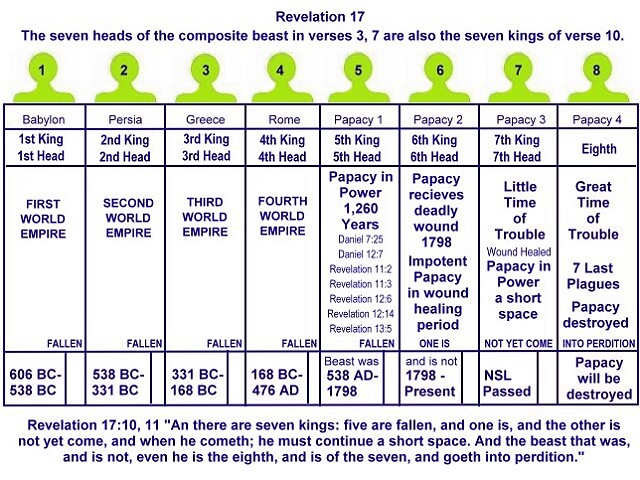 Revelation 17
The seven heads of the composite beast in verses 3, 7 are also the seven kings of verse 10.
1
2
3
4
5
6
7
8
Babylon
Persia
Greece
Rome
Papacy 1
Papacy 2
Papacy 3
Papacy 4
1st King
1st Head
2nd King
2nd Head
3rd King
3rd Head
4th King
4th Head
5th King
5th Head
6th King
6th Head
7th King
7th Head
Eighth
FIRST
WORLD
EMPIRE
FALLEN
SECOND
WORLD
EMPIRE
FALLEN
THIRD
WORLD
EMPIRE
FALLEN
FOURTH
WORLD
EMPIRE
FALLEN
Papacy in
Power
1,260
Years
Daniel 7:25
Daniel 12:7
Revelation 11:2
Revelation 11:3
Revelation 12:6
Revelation 12:14
Revelation 13:5
FALLEN
Papacy
recieves
deadly
wound
1798
Impotent
Papacy
in wound
healing
period
ONE IS
Little
Time
of
Trouble
Wound Healed
Papacy in
Power
a short
space
NOT YET COME
Great
Time
of
Trouble
7 Last
Plagues
Papacy
destroyed
INTO PERDITION
606 BC-
538 BC
538 BC-
331 BC
331 BC-
168 BC
168 BC-
476 AD
Beast was
538 AD-
1798
and is not
1798 -
Present
NSL
Passed
Papacy
will be
destroyed
Revelation 17:10, 11 "An there are seven kings: five are fallen, and one is, and the other is
not yet come, and when he cometh; he must continue a short space. And the beast that was,
and is not, even he is the eighth, and is of the seven, and goeth into perdition."